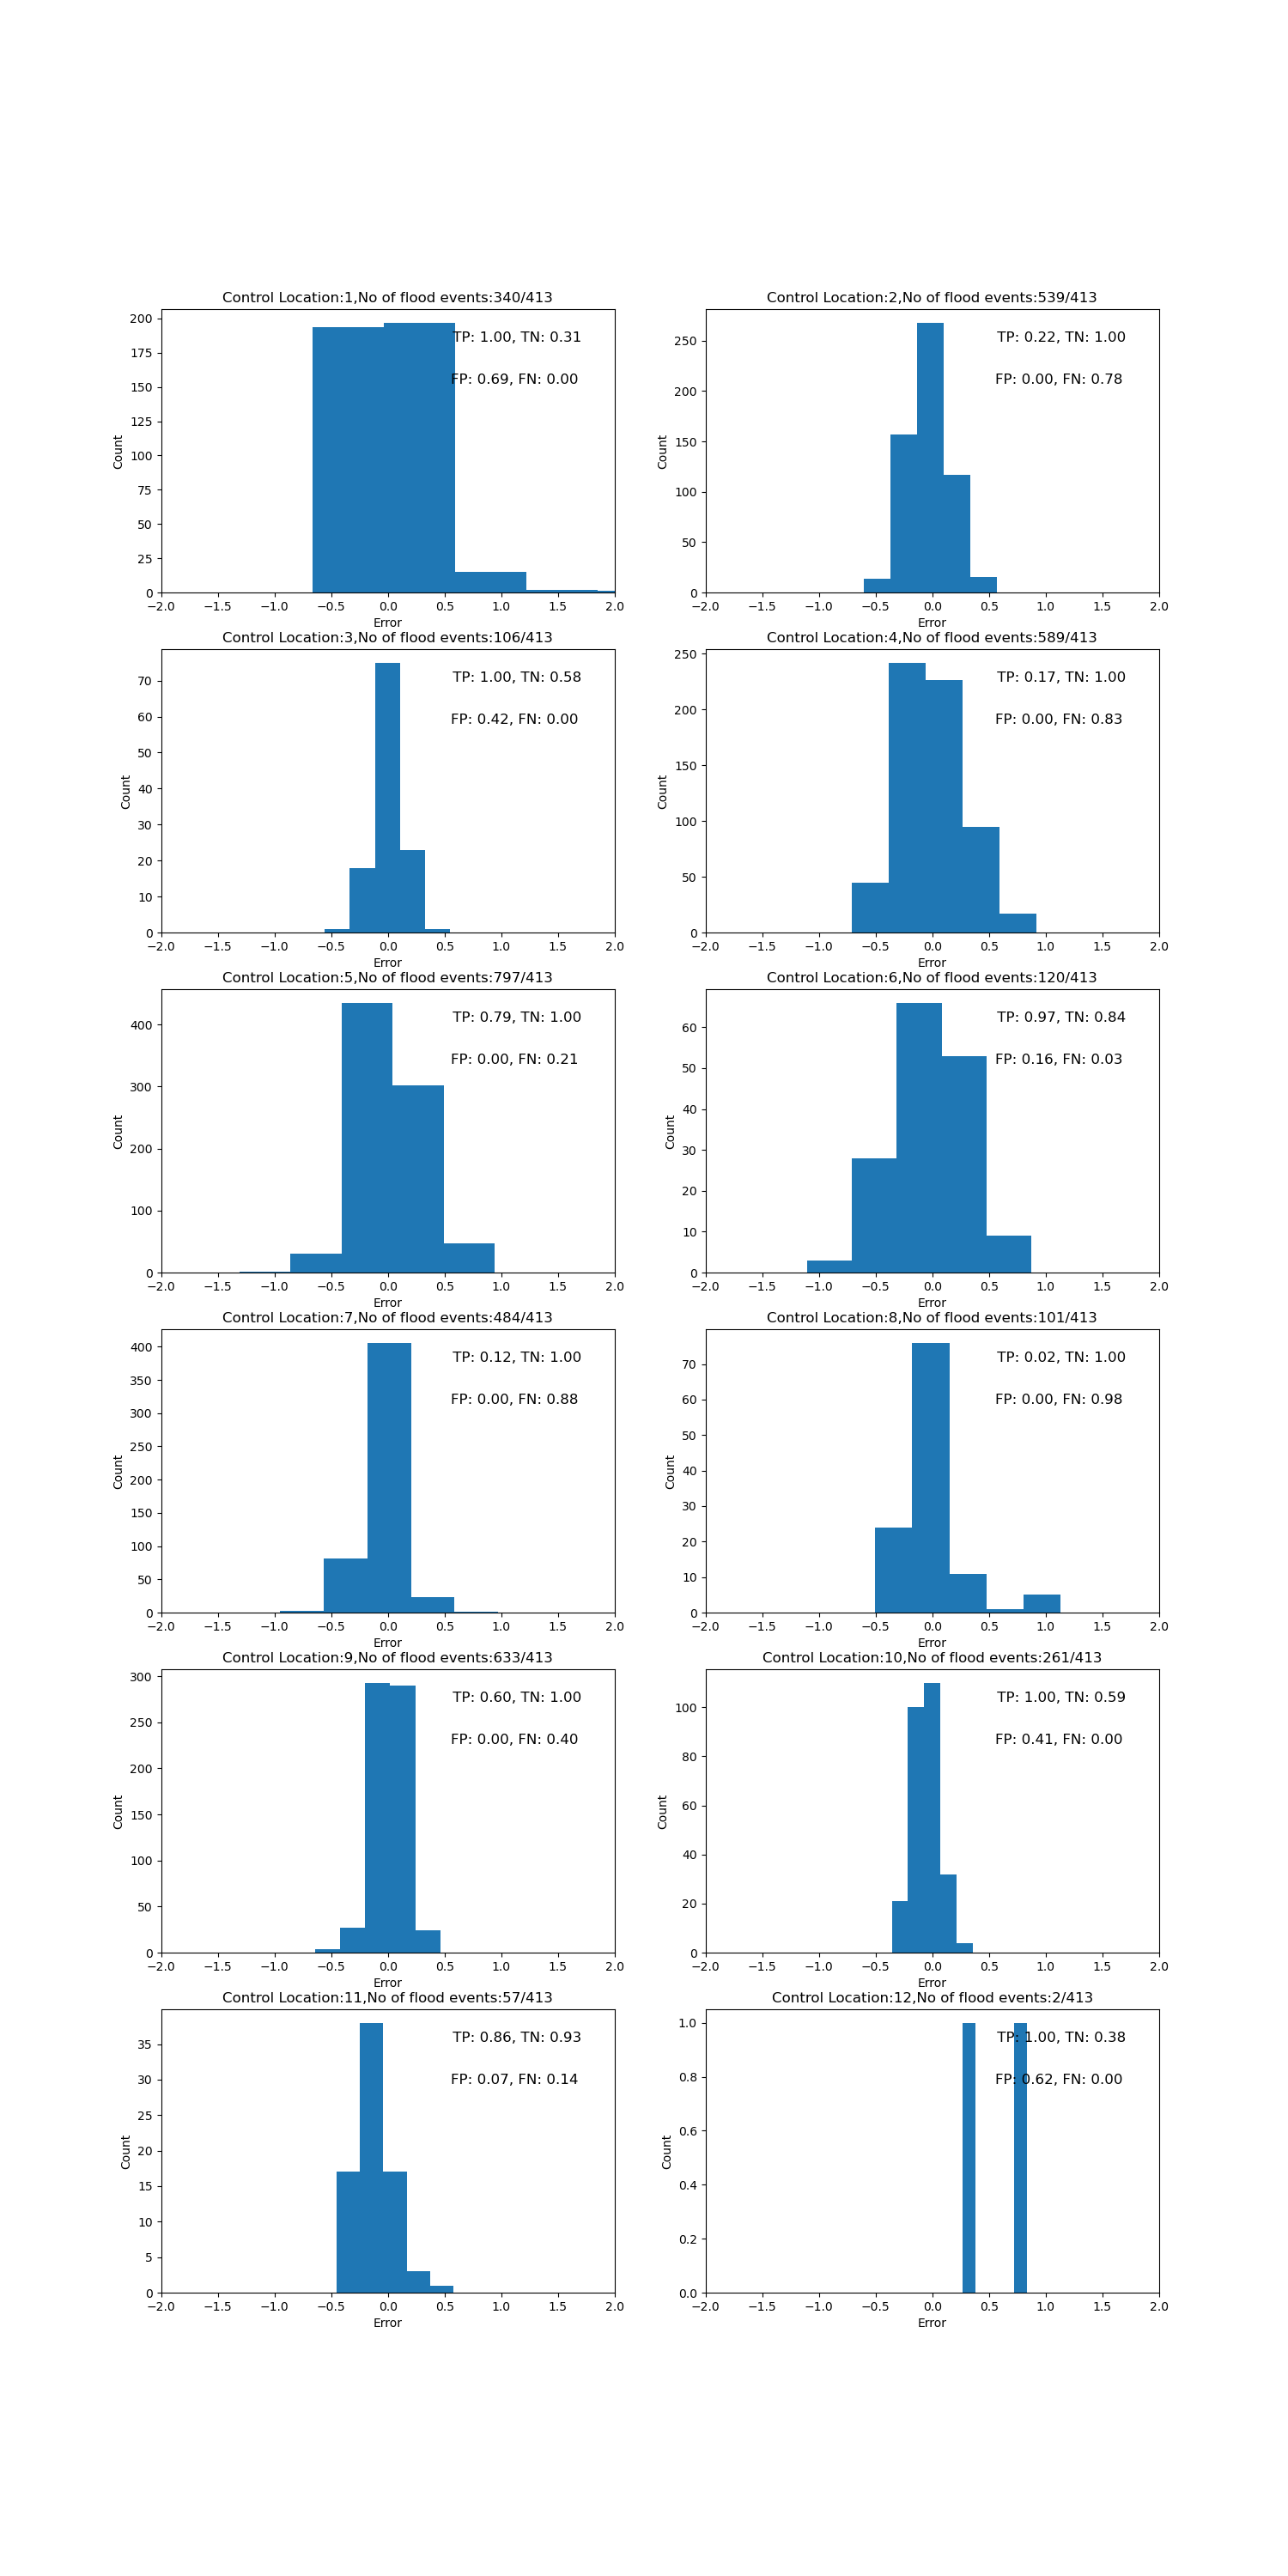 Control Location:1,No of flood events:340/413
TP: 1.00, TN: 0.31
FP: 0.69, FN: 0.00
200
175
150
125
100
75
50
25
0
Count
−2.0 −1.5 −1.0 −0.5 0.0 0.5 1.0 1.5 2.0
Error
Control Location:2,No of flood events:539/413
TP: 0.22, TN: 1.00
FP: 0.00, FN: 0.78
250
200
150
100
50
0
Count
−2.0 −1.5 −1.0 −0.5 0.0 0.5 1.0 1.5 2.0
Error
Control Location:3,No of flood events:106/413
TP: 1.00, TN: 0.58
FP: 0.42, FN: 0.00
70
60
50
40
30
20
10
0
Count
−2.0 −1.5 −1.0 −0.5 0.0 0.5 1.0 1.5 2.0
Error
Control Location:4,No of flood events:589/413
TP: 0.17, TN: 1.00
FP: 0.00, FN: 0.83
250
200
150
100
50
0
Count
−2.0 −1.5 −1.0 −0.5 0.0 0.5 1.0 1.5 2.0
Error
Control Location:5,No of flood events:797/413
TP: 0.79, TN: 1.00
FP: 0.00, FN: 0.21
400
300
200
100
0
Count
−2.0 −1.5 −1.0 −0.5 0.0 0.5 1.0 1.5 2.0
Error
Control Location:6,No of flood events:120/413
TP: 0.97, TN: 0.84
FP: 0.16, FN: 0.03
60
50
40
30
20
10
0
Count
−2.0 −1.5 −1.0 −0.5 0.0 0.5 1.0 1.5 2.0
Error
Control Location:7,No of flood events:484/413
TP: 0.12, TN: 1.00
FP: 0.00, FN: 0.88
400
350
300
250
200
150
100
50
0
Count
−2.0 −1.5 −1.0 −0.5 0.0 0.5 1.0 1.5 2.0
Error
Control Location:8,No of flood events:101/413
TP: 0.02, TN: 1.00
FP: 0.00, FN: 0.98
70
60
50
40
30
20
10
0
Count
−2.0 −1.5 −1.0 −0.5 0.0 0.5 1.0 1.5 2.0
Error
Control Location:9,No of flood events:633/413
TP: 0.60, TN: 1.00
FP: 0.00, FN: 0.40
300
250
200
150
100
50
0
Count
−2.0 −1.5 −1.0 −0.5 0.0 0.5 1.0 1.5 2.0
Error
Control Location:10,No of flood events:261/413
TP: 1.00, TN: 0.59
FP: 0.41, FN: 0.00
100
80
60
40
20
0
Count
−2.0 −1.5 −1.0 −0.5 0.0 0.5 1.0 1.5 2.0
Error
Control Location:11,No of flood events:57/413
TP: 0.86, TN: 0.93
FP: 0.07, FN: 0.14
35
30
25
20
15
10
5
0
Count
−2.0 −1.5 −1.0 −0.5 0.0 0.5 1.0 1.5 2.0
Error
Control Location:12,No of flood events:2/413
TP: 1.00, TN: 0.38
FP: 0.62, FN: 0.00
1.0
0.8
0.6
0.4
0.2
0.0
Count
−2.0 −1.5 −1.0 −0.5 0.0 0.5 1.0 1.5 2.0
Error